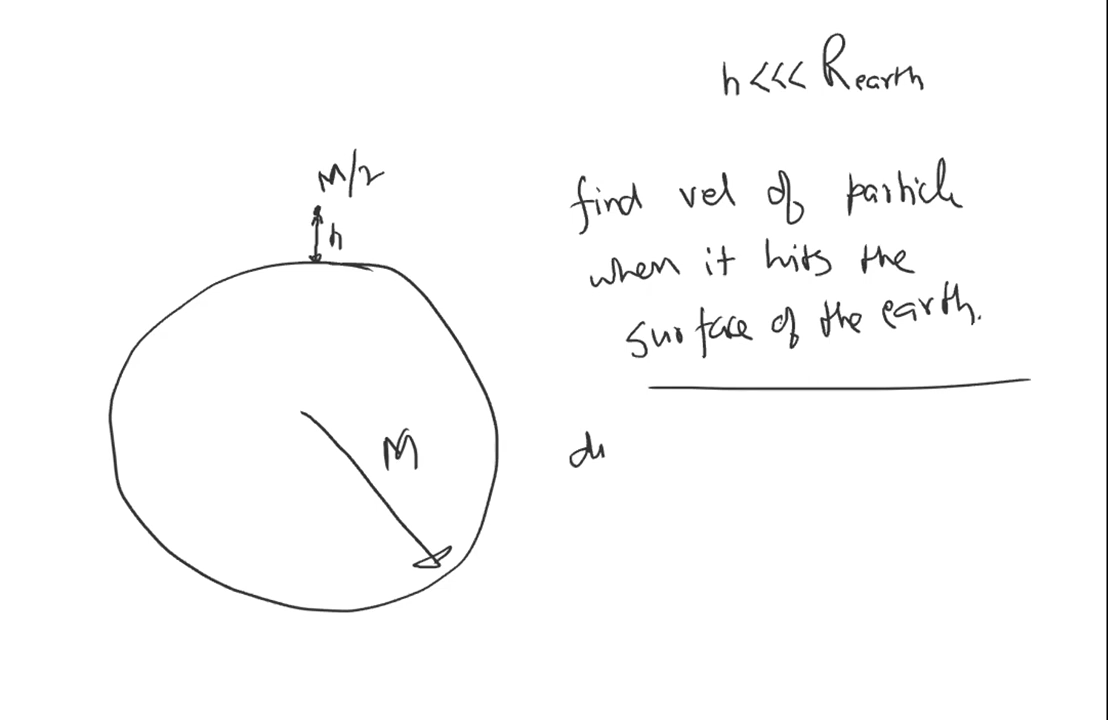 h <<< Rearth
M/2
h
find vel of particle
when it hits the
surface of the earth.
M